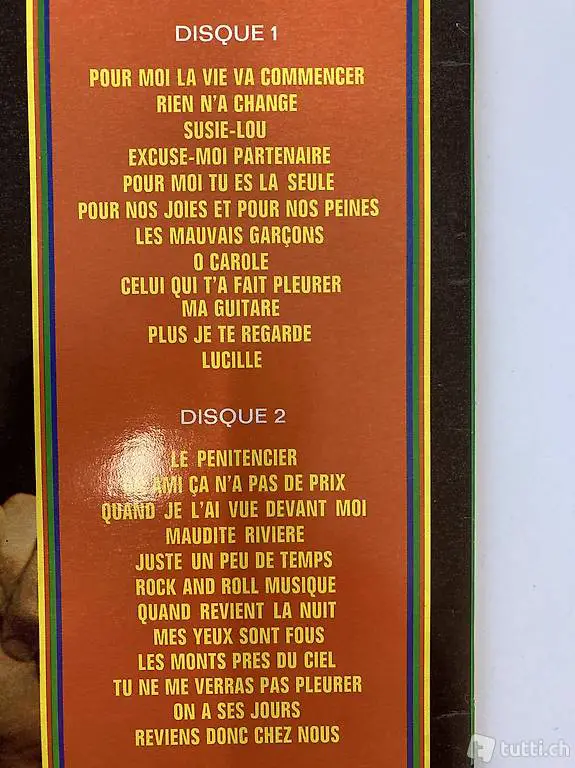 DISQUE 1
POUR MOI LA VIE VA COMMENCER
RIEN N'A CHANGE
SUSIE-LOU
EXCUSE-MOI PARTENAIRE
POUR MOI TU ES LA SEULE
POUR NOS JOIES ET POUR NOS PEINES
LES MAUVAIS GARÇONS
O CAROLE
CELUI QUI T'A FAIT PLEURER
MA GUITARE
PLUS JE TE REGARDE
LUCILLE
DISQUE 2
LE PENITENCIER
AMI ÇA N'A PAS DE PRIX
QUAND JE L'AI VUE DEVANT MOI
MAUDITE RIVIERE
JUSTE UN PEU DE TEMPS
ROCK AND ROLL MUSIQUE
QUAND REVIENT LA NUIT
MES YEUX SONT FOUS
LES MONTS PRES DU CIEL
TU NE ME VERRAS PAS PLEURER
ON A SES JOURS
REVIENS DONC CHEZ NOUS
tutti.ch